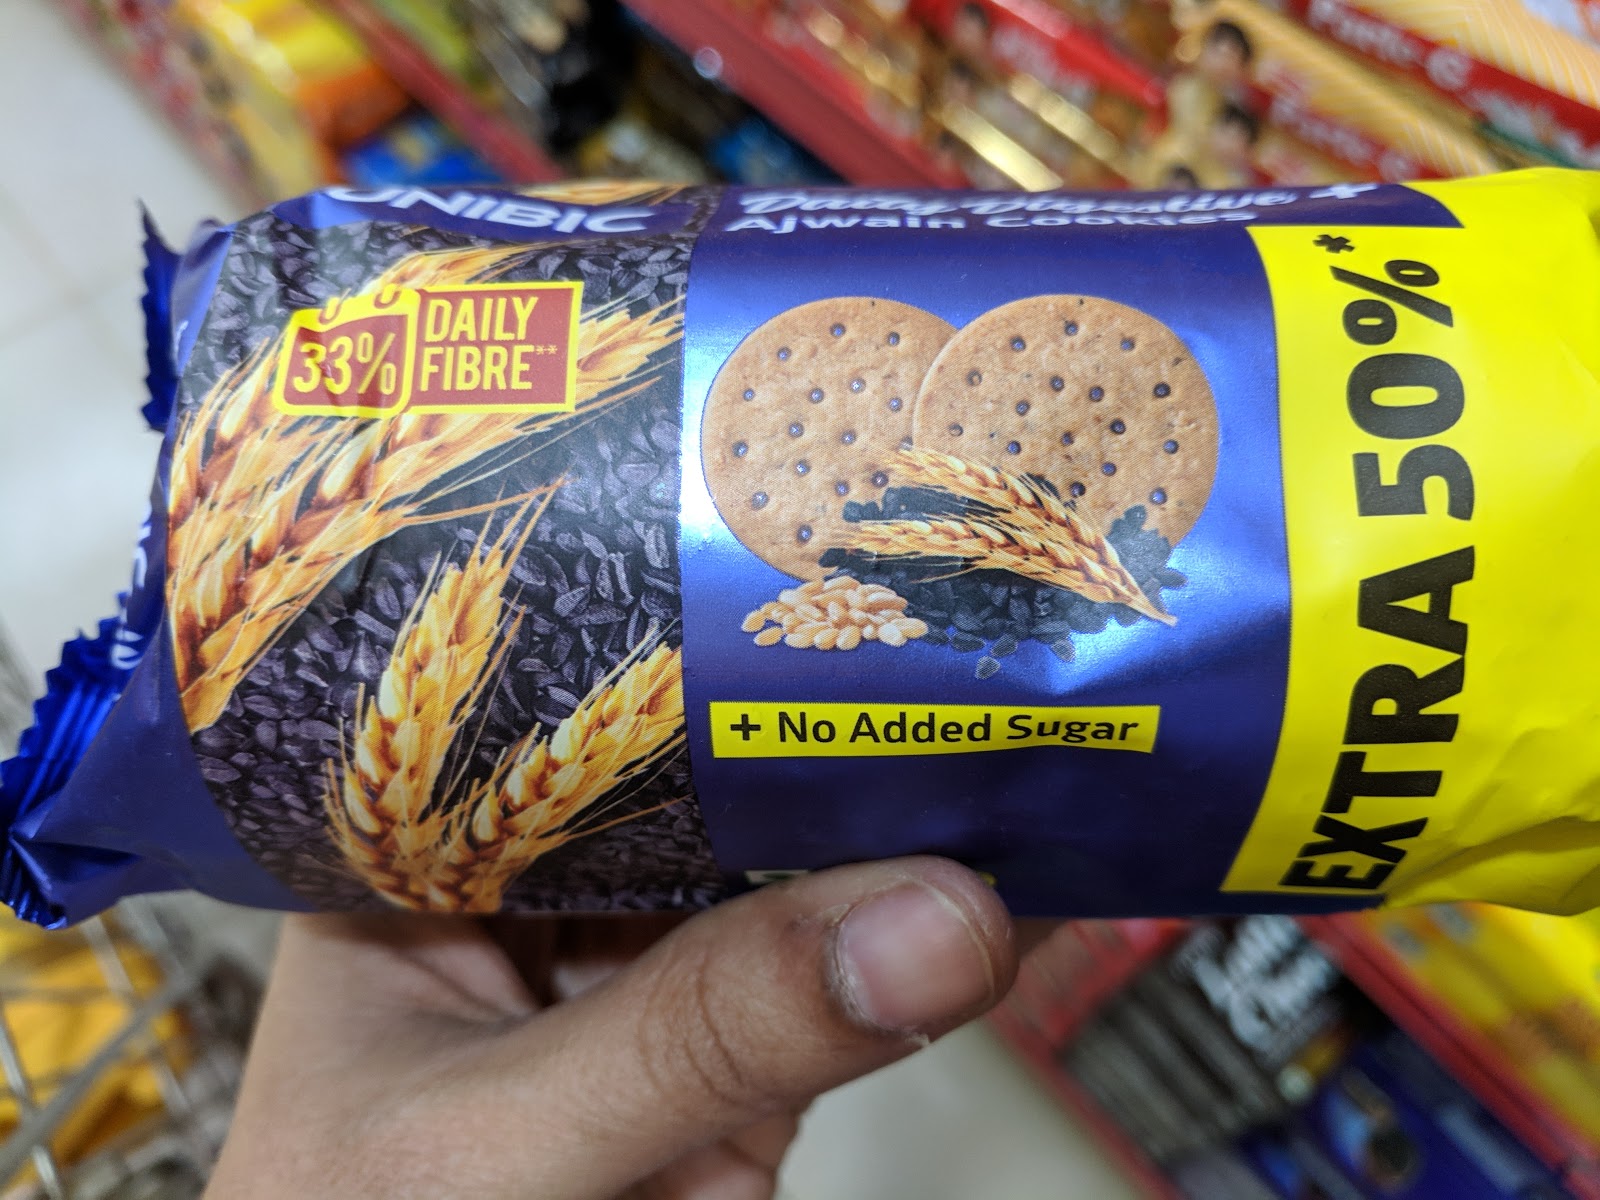 UNIBIC
Daily Digestive +
Ajwain Cookies
33%
DAILY
FIBRE**
+ No Added Sugar
EXTRA 50%*